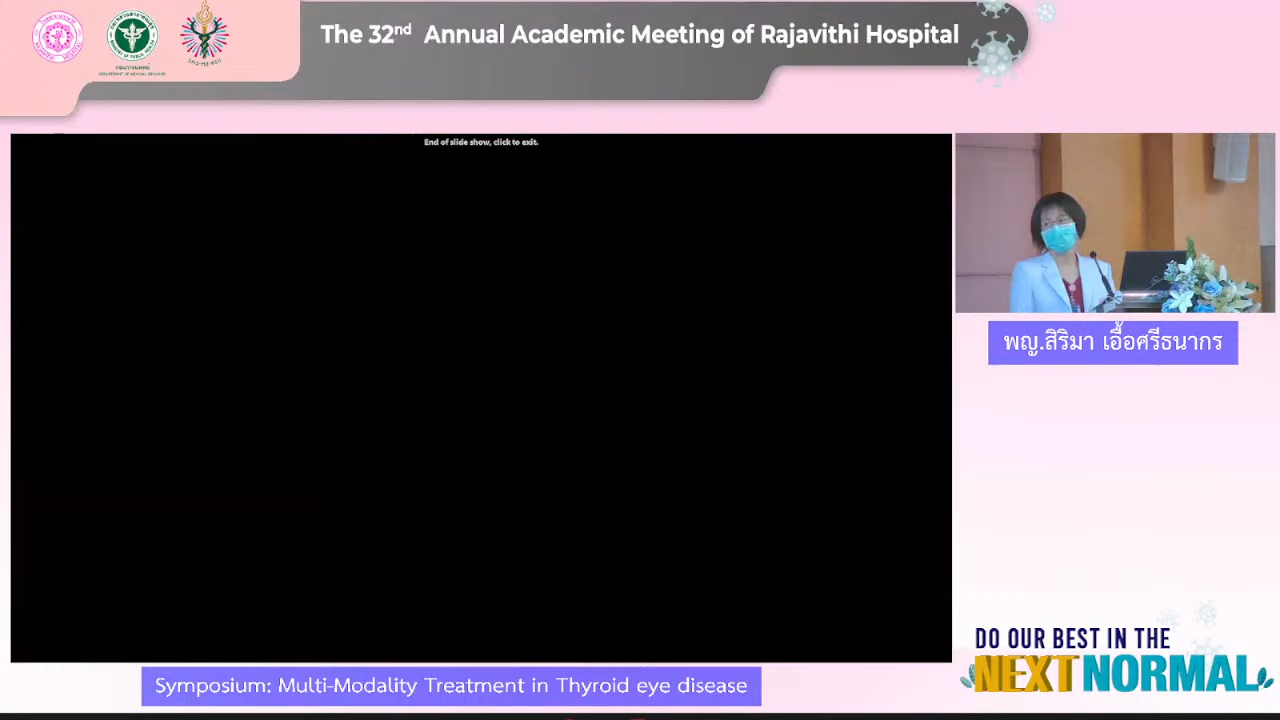 The 32nd Annual Academic Meeting of Rajavithi Hospital
End of slide show, click to exit.
พญ.สิริมา เอื้อศรีธนากร
DO OUR BEST IN THE
NEXT NORMAL
Symposium: Multi-Modality Treatment in Thyroid eye disease